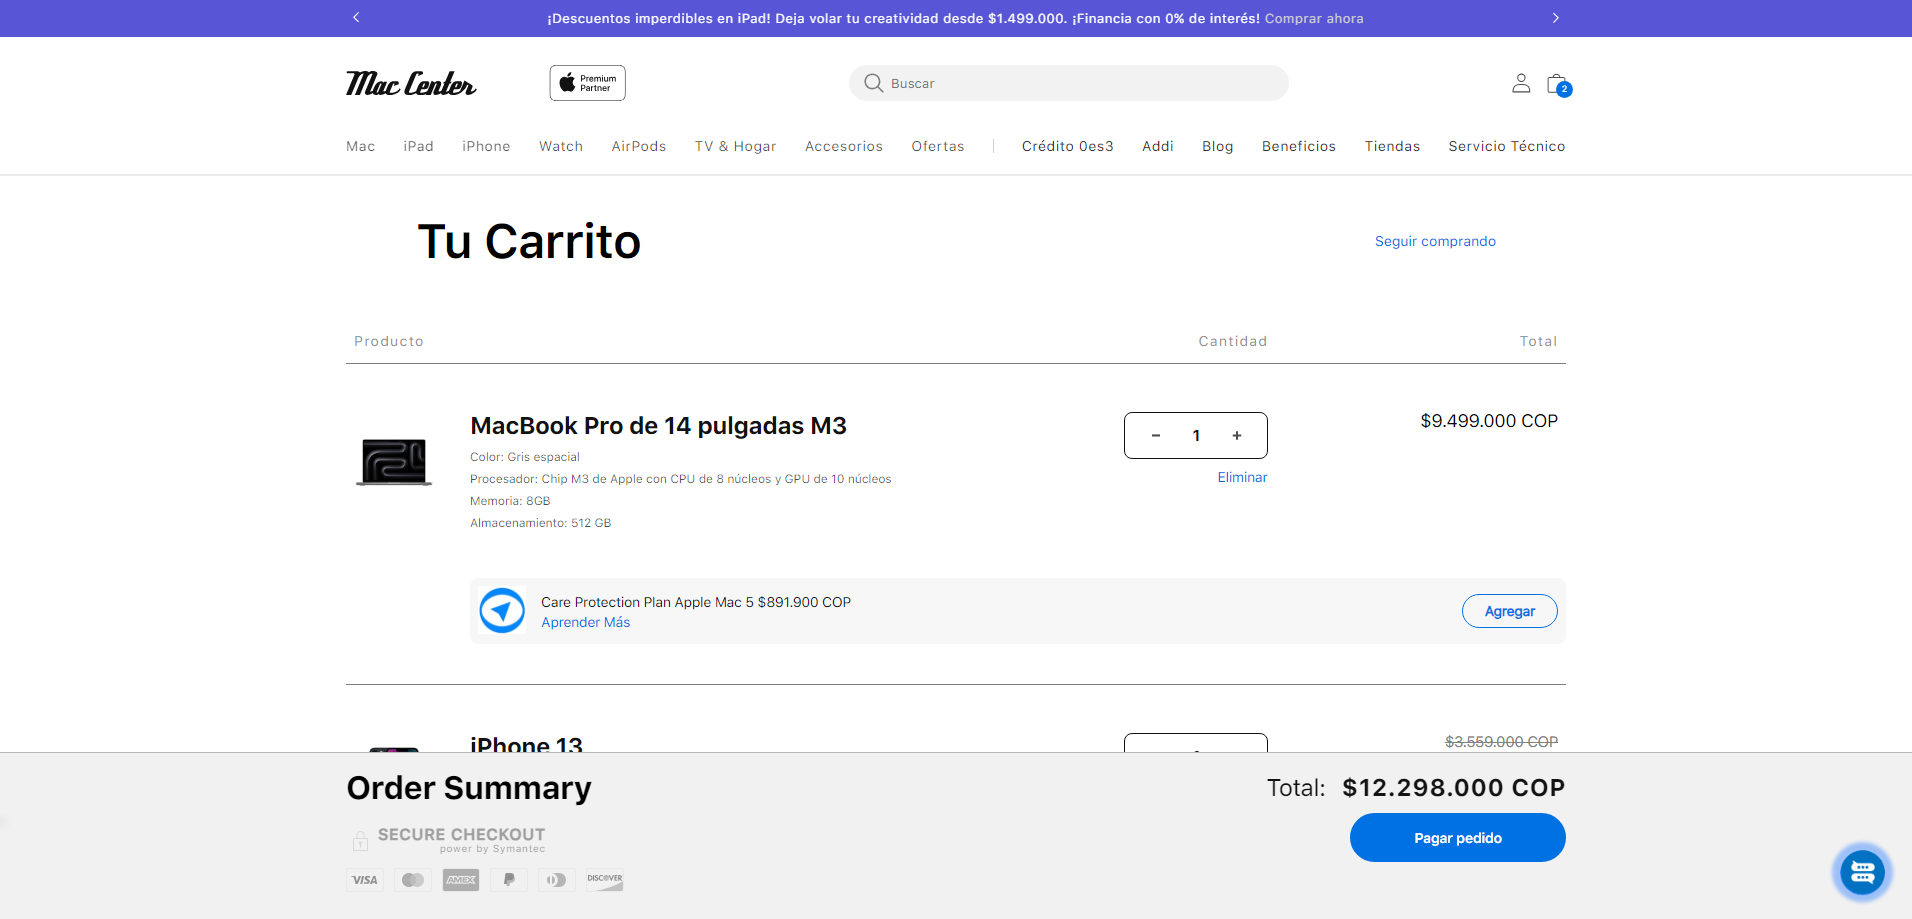 ¡Descuentos imperdibles en iPad! Deja volar tu creatividad desde $1.499.000. ¡Financia con 0% de interés! Comprar ahora
Mac Center
Premium
Partner
Buscar
2
Mac iPad iPhone Watch AirPods TV & Hogar Accesorios Ofertas Crédito 0es3 Addi Blog Beneficios Tiendas Servicio Técnico
Tu Carrito
Seguir comprando
Producto Cantidad Total
MacBook Pro de 14 pulgadas M3
Color: Gris espacial
Procesador: Chip M3 de Apple con CPU de 8 núcleos y GPU de 10 núcleos
Memoria: 8GB
Almacenamiento: 512 GB
− 1 +
Eliminar
$9.499.000 COP
Care Protection Plan Apple Mac 5 $891.900 COP
Aprender Más
Agregar
iPhone 13
$3.559.000 COP
Order Summary
Total: $12.298.000 COP
SECURE CHECKOUT
power by Symantec
Pagar pedido
VISA
AMEX
DISCOVER